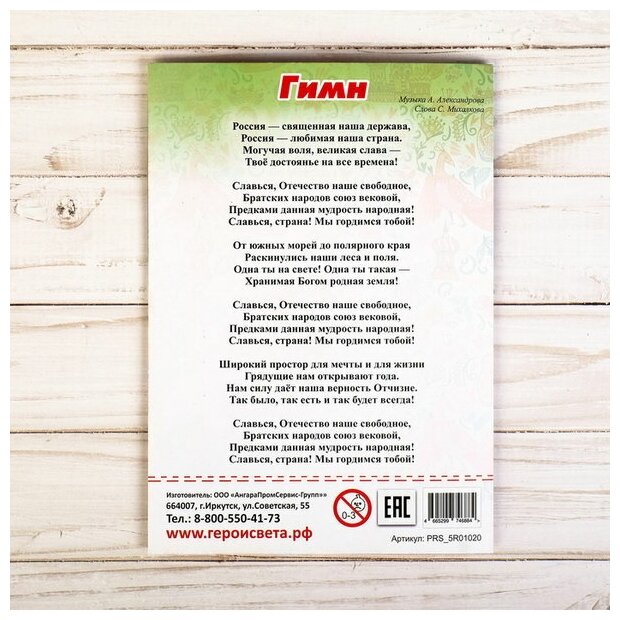 Гимн
Музыка А. Александрова
Слова С. Михалкова
Россия — священная наша держава,
Россия — любимая наша страна.
Могучая воля, великая слава —
Твоё достоянье на все времена!
Славься, Отечество наше свободное,
Братских народов союз вековой,
Предками данная мудрость народная!
Славься, страна! Мы гордимся тобой!
От южных морей до полярного края
Раскинулись наши леса и поля.
Одна ты на свете! Одна ты такая —
Хранимая Богом родная земля!
Славься, Отечество наше свободное,
Братских народов союз вековой,
Предками данная мудрость народная!
Славься, страна! Мы гордимся тобой!
Широкий простор для мечты и для жизни
Грядущие нам открывают года.
Нам силу даёт наша верность Отчизне.
Так было, так есть и так будет всегда!
Славься, Отечество наше свободное,
Братских народов союз вековой,
Предками данная мудрость народная!
Славься, страна! Мы гордимся тобой!
Изготовитель: ООО «АнгараПромСервис-Групп»»
664007, г.Иркутск, ул.Советская, 55
Тел.: 8-800-550-41-73
www.героисвета.рф
0-3
EAC
4 665299 746884 >
Артикул: PRS_5R01020